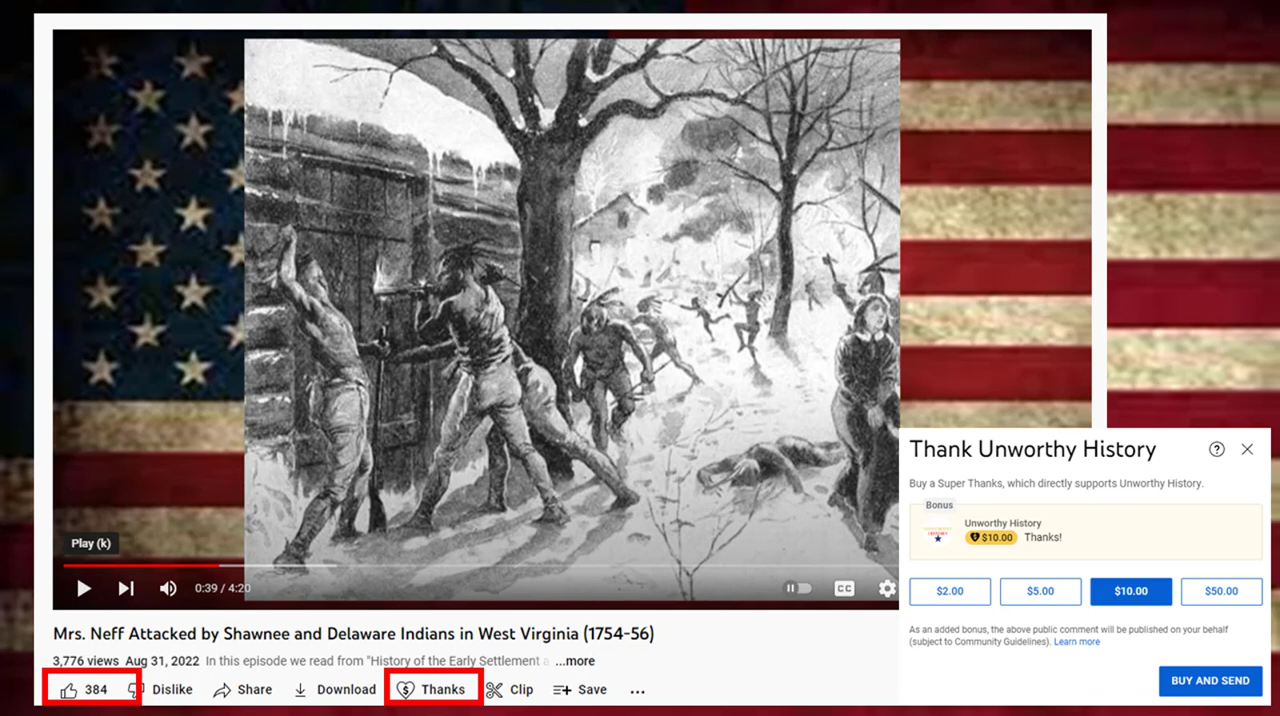 Play (k)
0:39 / 4:20
CC
Mrs. Neff Attacked by Shawnee and Delaware Indians in West Virginia (1754-56)
3,776 views Aug 31, 2022 In this episode we read from "History of the Early Settlement a ...more
384 Dislike Share Download Thanks Clip Save ...
Thank Unworthy History
Buy a Super Thanks, which directly supports Unworthy History.
Bonus
Unworthy History
$10.00 Thanks!
$2.00 $5.00 $10.00 $50.00
As an added bonus, the above public comment will be published on your behalf
(subject to Community Guidelines). Learn more
BUY AND SEND